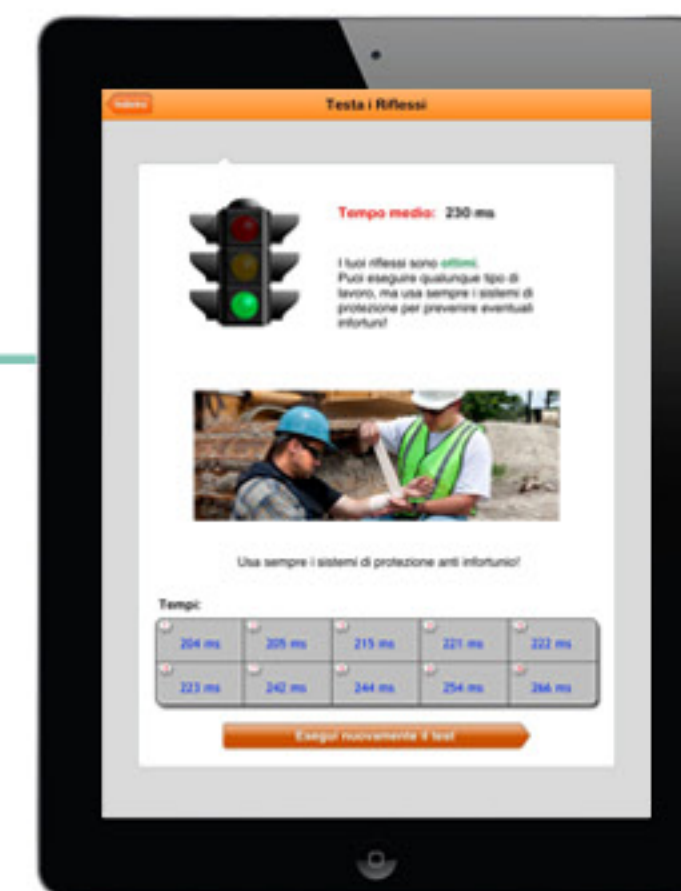 Testa i Riflessi
Tempo medio: 230 ms
I tuoi riflessi sono ottimi.
Puoi eseguire qualunque tipo di
lavoro, ma usa sempre i sistemi di
protezione per prevenire eventuali
infortuni!
Usa sempre i sistemi di protezione anti infortunio!
Tempi:
204 ms 205 ms 215 ms 221 ms 222 ms
223 ms 242 ms 244 ms 254 ms 266 ms
Esegui nuovamente il test